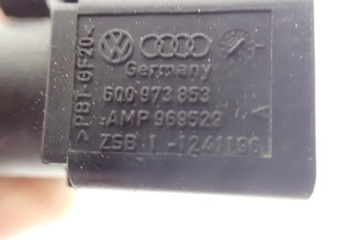 Germany
6Q0 973 853
AMP 968529
ZSB 1 -1241196
>PBT-GF20<